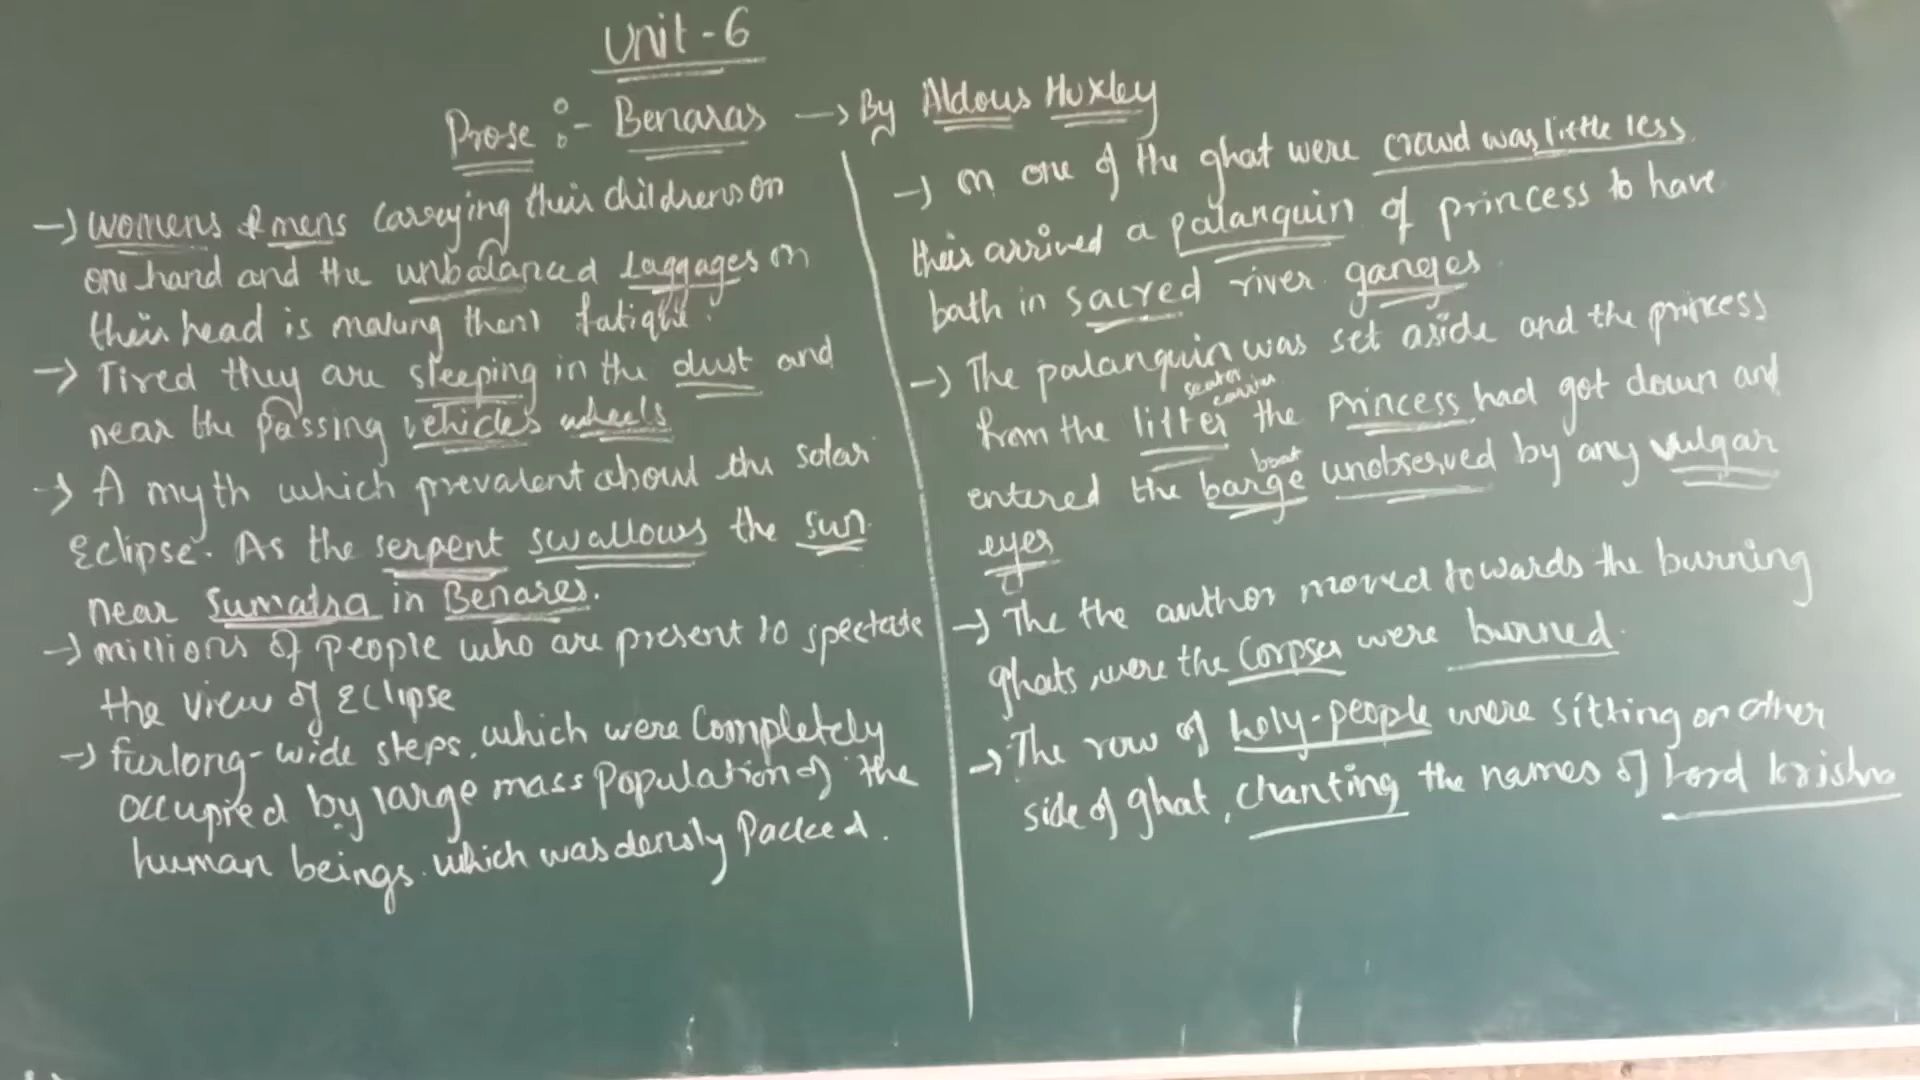 Unit - 6
Prose :- Benaras → By Aldous Huxley
→ womens & mens carrying their childrens on
one hand and the unbalanced laggages on
their head is making them fatique.
→ Tired they are sleeping in the dust and
near the passing vehicles wheels
→ A myth which prevalent about the solar
Eclipse. As the serpent swallows the sun
near Sumatra in Benares.
→ millions of people who are present to spectate
the view of Eclipse
→ furlong-wide steps, which were completely
occupied by large mass population of the
human beings. which was densly Packed.
→ on one of the ghat were crowd was little less
their arrived a palanquin of princess to have
bath in sacred river ganges
→ The palanquin was set aside and the princess
seater carrier
from the litter the princess had got down and
boat
entered the barge unobserved by any vulgar
eyes
→ The the author moved towards the burning
ghats, were the corpses were burned.
→ The row of holy-people were sitting on other
side of ghat, chanting the names of Lord krishna